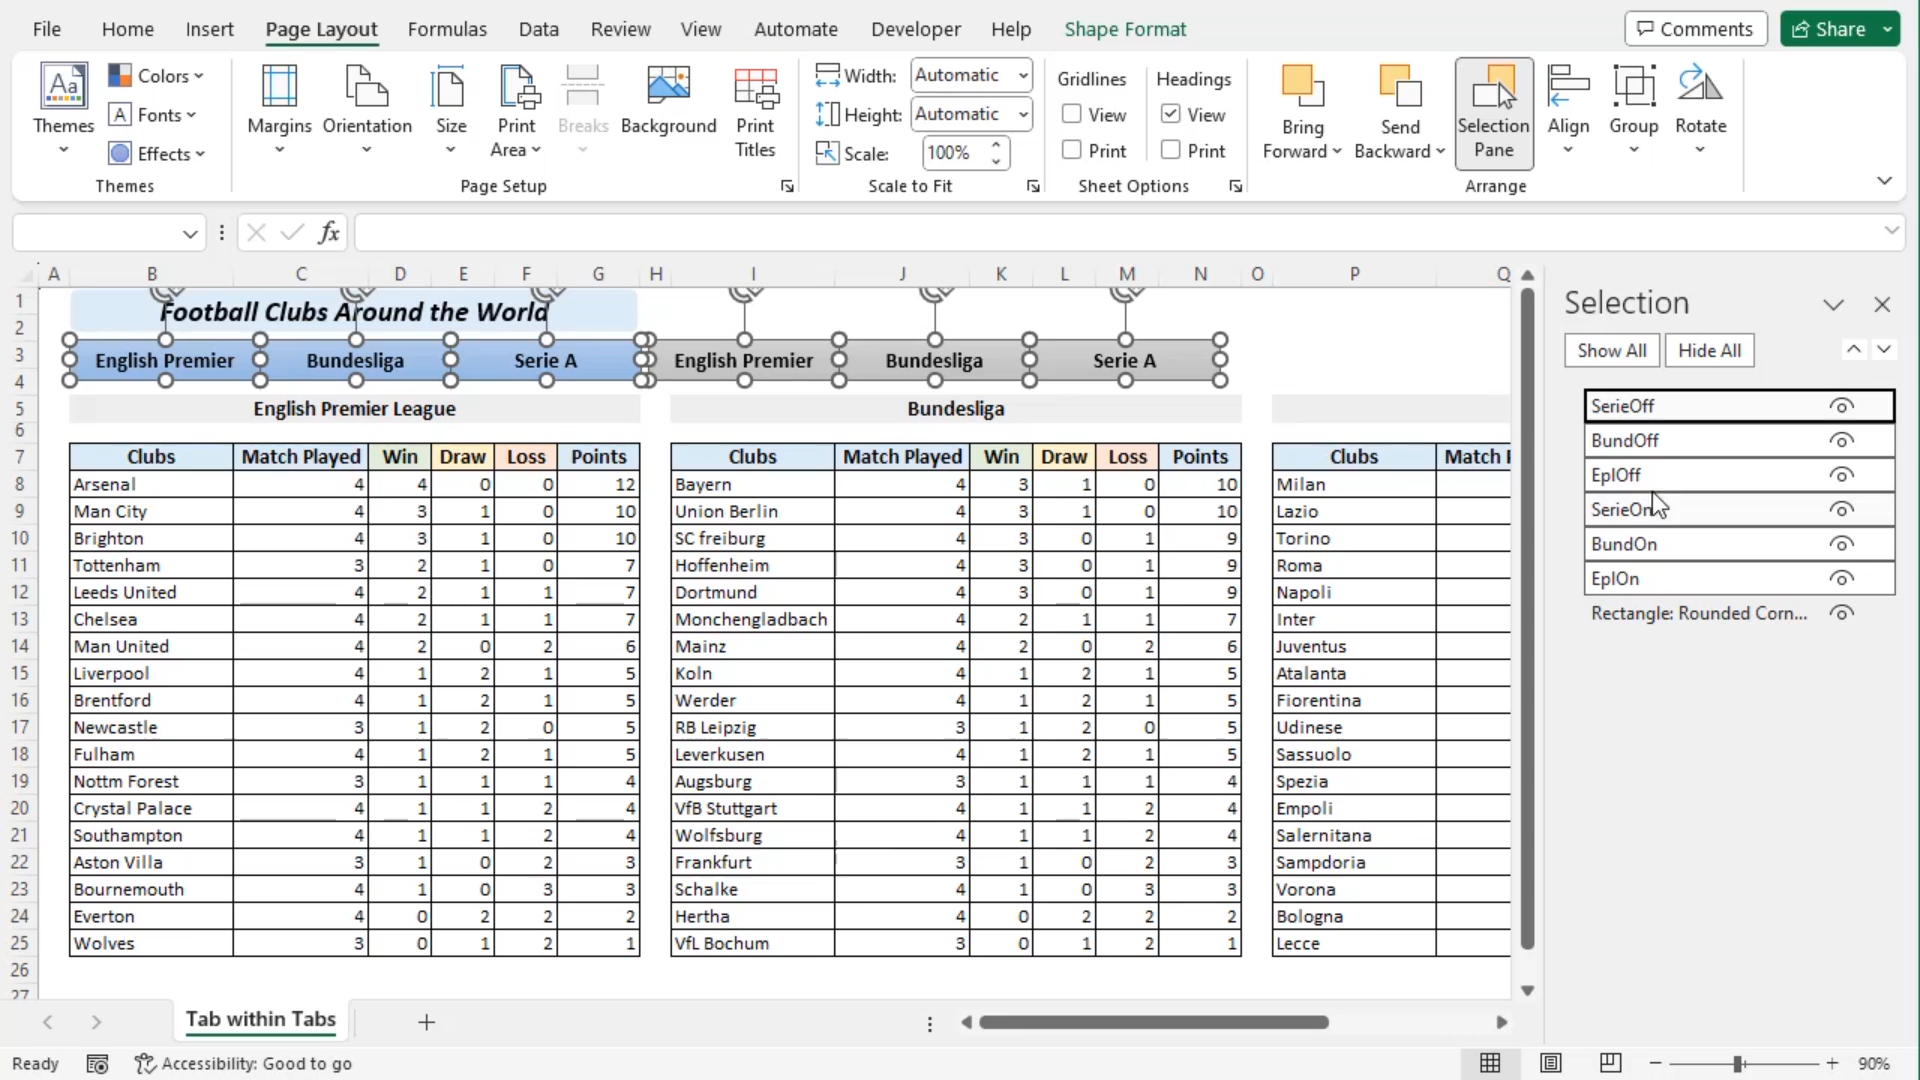 File Home Insert Page Layout Formulas Data Review View Automate Developer Help Shape Format Comments Share
Themes
Colors
Fonts
Effects
Themes
Margins
Orientation
Size
Print Area
Breaks
Background
Print Titles
Page Setup
Width: Automatic
Height: Automatic
Scale: 100%
Scale to Fit
Gridlines
View
Print
Headings
View
Print
Sheet Options
Bring Forward
Send Backward
Selection Pane
Align
Group
Rotate
Arrange
fx
A B C D E F G H I J K L M N O P Q
1 Football Clubs Around the World
2
3 English Premier Bundesliga Serie A English Premier Bundesliga Serie A
4
5 English Premier League Bundesliga
6
7 Clubs Match Played Win Draw Loss Points Clubs Match Played Win Draw Loss Points Clubs Match P
8 Arsenal 4 4 0 0 12 Bayern 4 3 1 0 10 Milan
9 Man City 4 3 1 0 10 Union Berlin 4 3 1 0 10 Lazio
10 Brighton 4 3 1 0 10 SC freiburg 4 3 0 1 9 Torino
11 Tottenham 3 2 1 0 7 Hoffenheim 4 3 0 1 9 Roma
12 Leeds United 4 2 1 1 7 Dortmund 4 3 0 1 9 Napoli
13 Chelsea 4 2 1 1 7 Monchengladbach 4 2 1 1 7 Inter
14 Man United 4 2 0 2 6 Mainz 4 2 0 2 6 Juventus
15 Liverpool 4 1 2 1 5 Koln 4 1 2 1 5 Atalanta
16 Brentford 4 1 2 1 5 Werder 4 1 2 1 5 Fiorentina
17 Newcastle 3 1 2 0 5 RB Leipzig 3 1 2 0 5 Udinese
18 Fulham 4 1 2 1 5 Leverkusen 4 1 2 1 5 Sassuolo
19 Nottm Forest 3 1 1 1 4 Augsburg 3 1 1 1 4 Spezia
20 Crystal Palace 4 1 1 2 4 VfB Stuttgart 4 1 1 2 4 Empoli
21 Southampton 4 1 1 2 4 Wolfsburg 4 1 1 2 4 Salernitana
22 Aston Villa 3 1 0 2 3 Frankfurt 3 1 0 2 3 Sampdoria
23 Bournemouth 4 1 0 3 3 Schalke 4 1 0 3 3 Vorona
24 Everton 4 0 2 2 2 Hertha 4 0 2 2 2 Bologna
25 Wolves 3 0 1 2 1 VfL Bochum 3 0 1 2 1 Lecce
26
27
Selection
Show All Hide All
SerieOff
BundOff
EplOff
SerieOn
BundOn
EplOn
Rectangle: Rounded Corn...
Tab within Tabs
Ready Accessibility: Good to go 90%